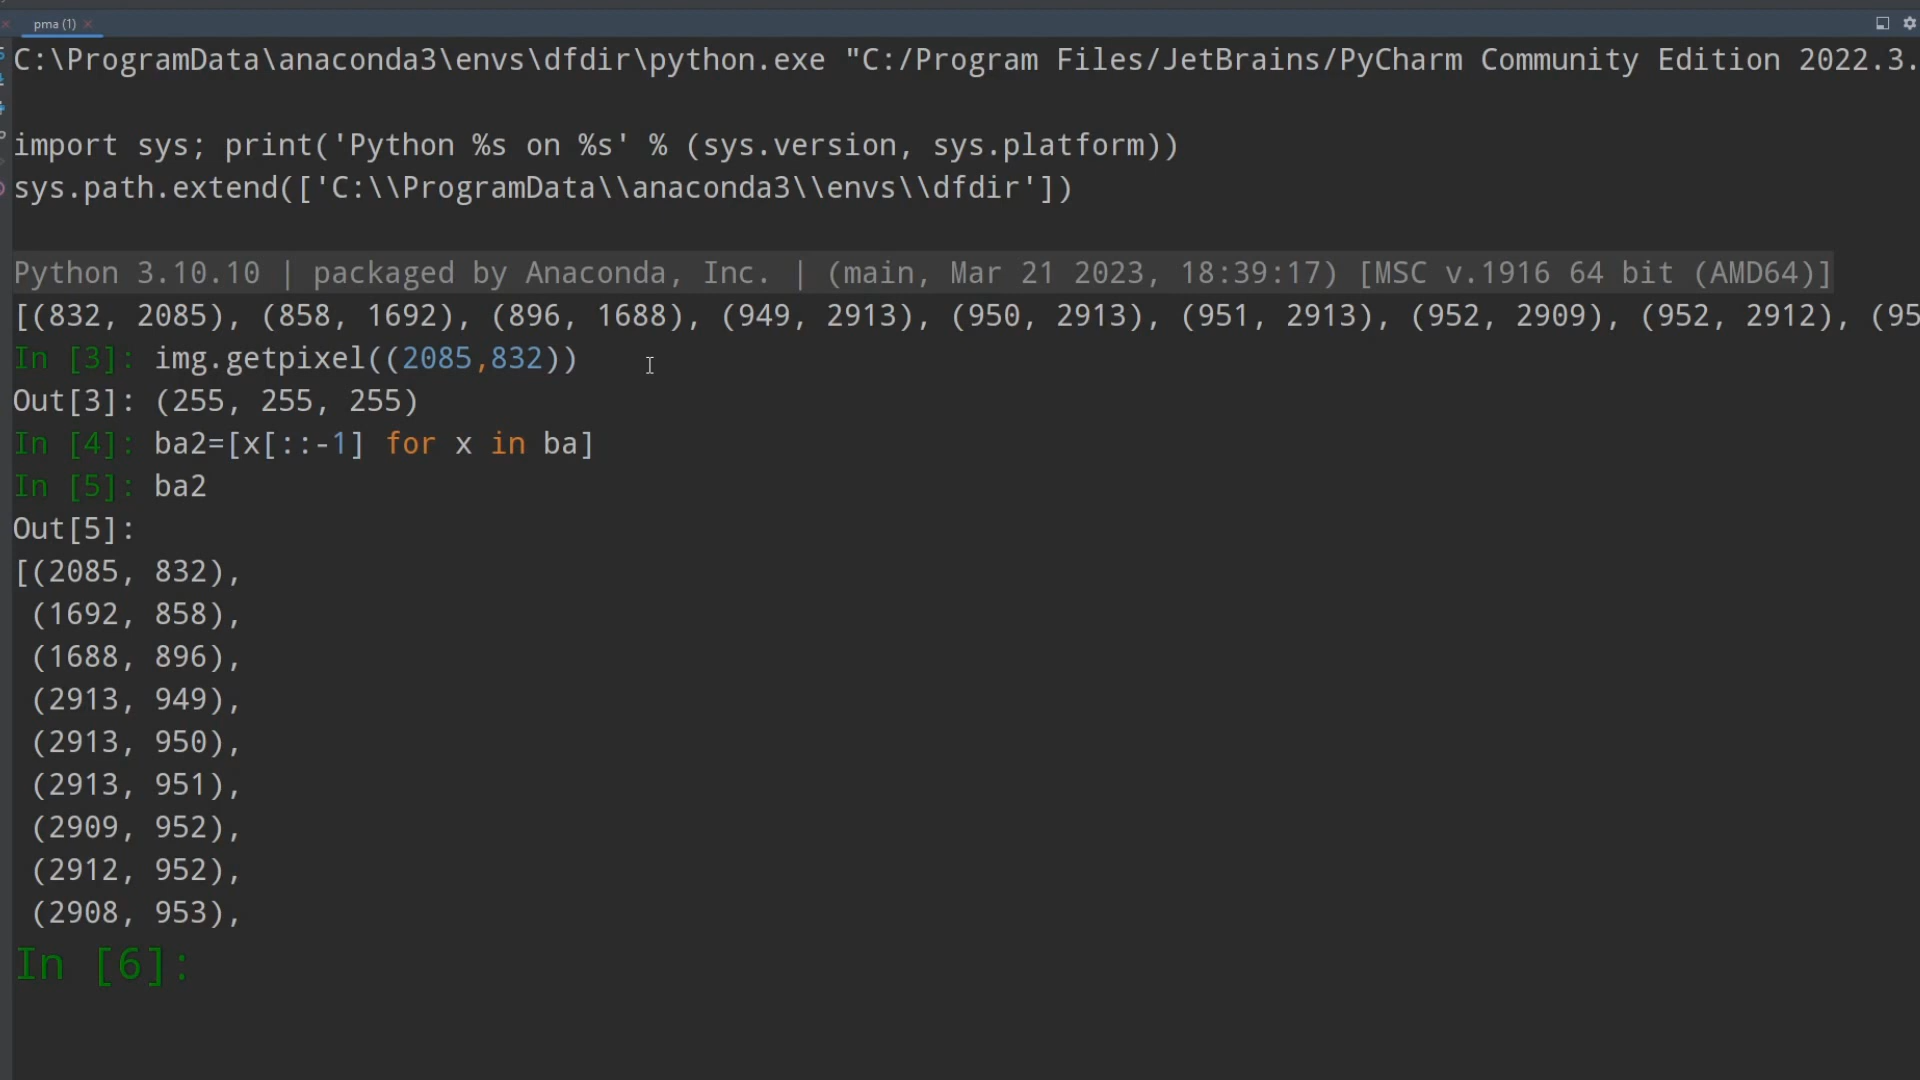 pma (1)
C:\ProgramData\anaconda3\envs\dfdir\python.exe "C:/Program Files/JetBrains/PyCharm Community Edition 2022.3.
import sys; print('Python %s on %s' % (sys.version, sys.platform))
sys.path.extend(['C:\\ProgramData\\anaconda3\\envs\\dfdir'])
Python 3.10.10 | packaged by Anaconda, Inc. | (main, Mar 21 2023, 18:39:17) [MSC v.1916 64 bit (AMD64)]
[(832, 2085), (858, 1692), (896, 1688), (949, 2913), (950, 2913), (951, 2913), (952, 2909), (952, 2912), (95
In [3]: img.getpixel((2085,832))
Out[3]: (255, 255, 255)
In [4]: ba2=[x[::-1] for x in ba]
In [5]: ba2
Out[5]:
[(2085, 832),
(1692, 858),
(1688, 896),
(2913, 949),
(2913, 950),
(2913, 951),
(2909, 952),
(2912, 952),
(2908, 953),
In [6]: